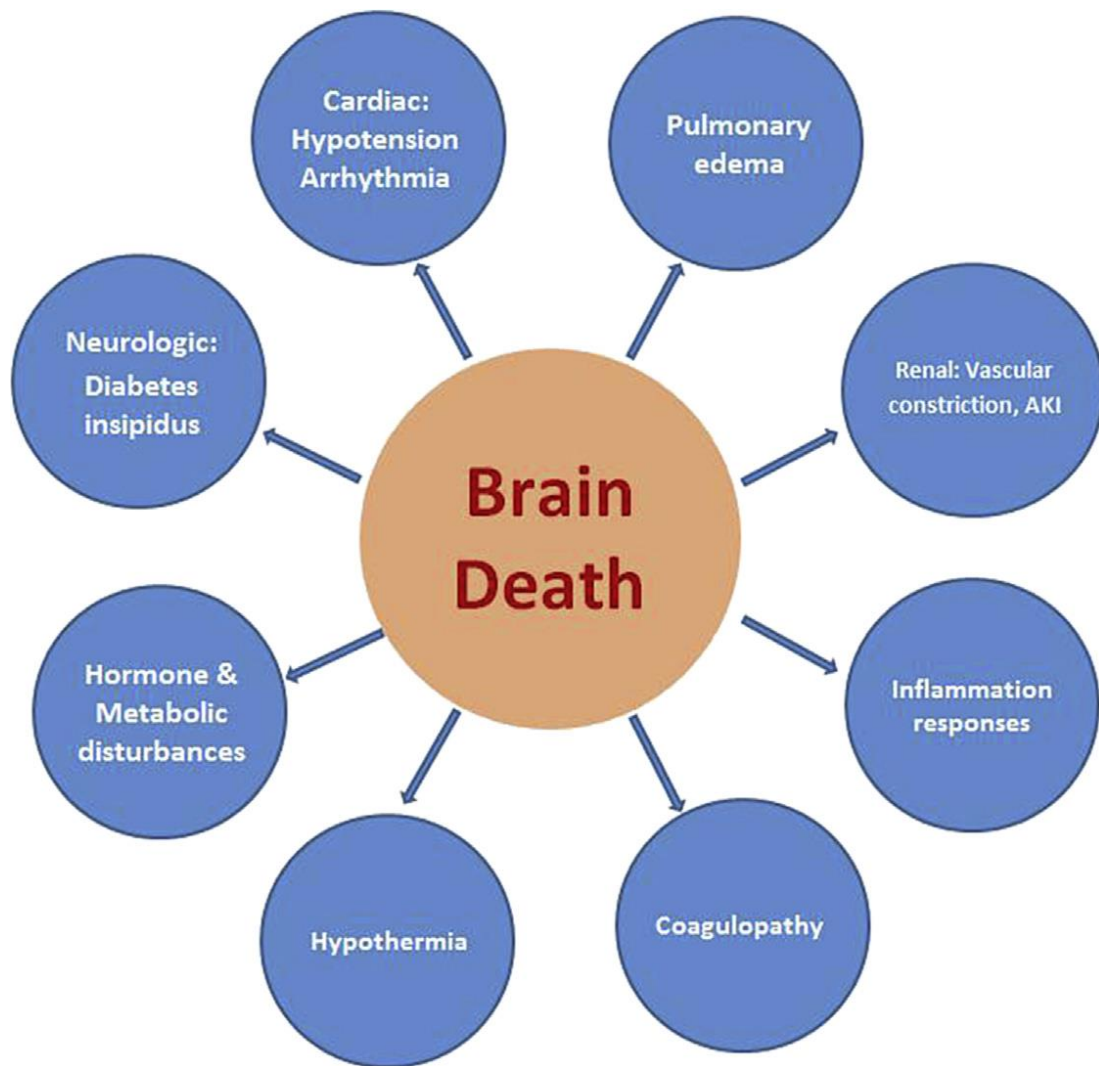 Cardiac:
Hypotension
Arrhythmia
Pulmonary
edema
Renal: Vascular
constriction, AKI
Inflammation
responses
Coagulopathy
Hypothermia
Hormone &
Metabolic
disturbances
Neurologic:
Diabetes
insipidus
Brain
Death